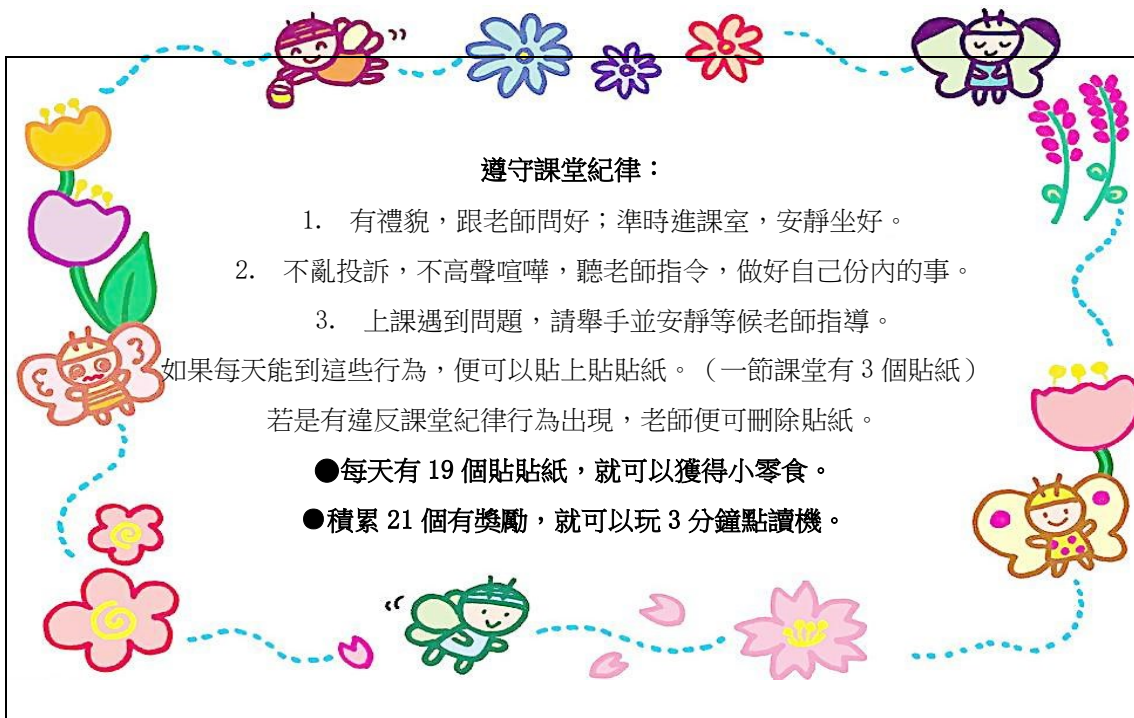 遵守課堂紀律：
1. 有禮貌，跟老師問好；準時進課室，安靜坐好。
2. 不亂投訴，不高聲喧嘩，聽老師指令，做好自己份內的事。
3. 上課遇到問題，請舉手並安靜等候老師指導。
如果每天能到這些行為，便可以貼上貼貼紙。（一節課堂有 3 個貼紙）
若是有違反課堂紀律行為出現，老師便可刪除貼紙。
●每天有 19 個貼貼紙，就可以獲得小零食。
●積累 21 個有獎勵，就可以玩 3 分鐘點讀機。